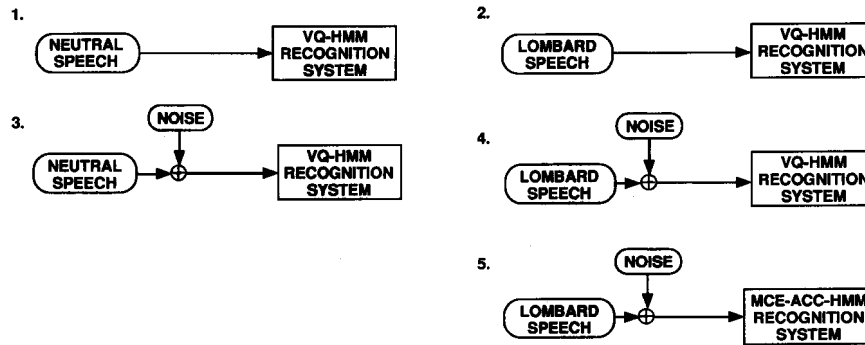 1.
NEUTRAL
SPEECH
VQ-HMM
RECOGNITION
SYSTEM
2.
LOMBARD
SPEECH
VQ-HMM
RECOGNITION
SYSTEM
3.
NOISE
NEUTRAL
SPEECH
VQ-HMM
RECOGNITION
SYSTEM
4.
NOISE
LOMBARD
SPEECH
VQ-HMM
RECOGNITION
SYSTEM
5.
NOISE
LOMBARD
SPEECH
MCE-ACC-HMM
RECOGNITION
SYSTEM